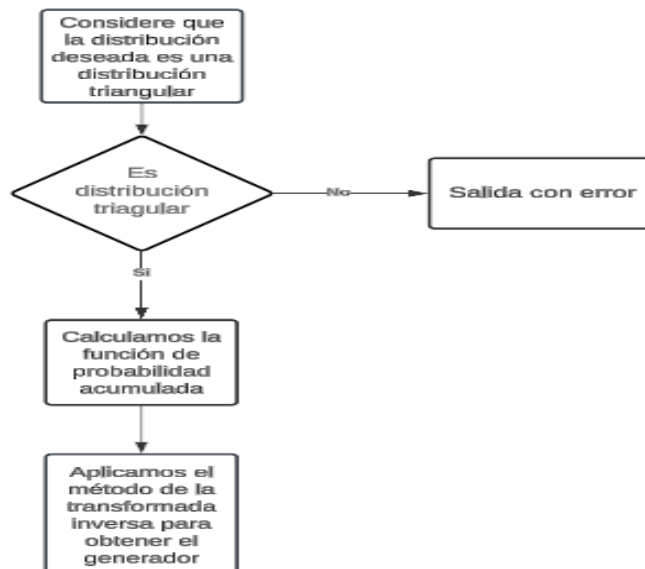 Considere que
la distribución
deseada es una
distribución
triangular
Es
distribución
triagular
No
Salida con error
Si
Calculamos la
función de
probabilidad
acumulada
Aplicamos el
método de la
transformada
inversa para
obtener el
generador